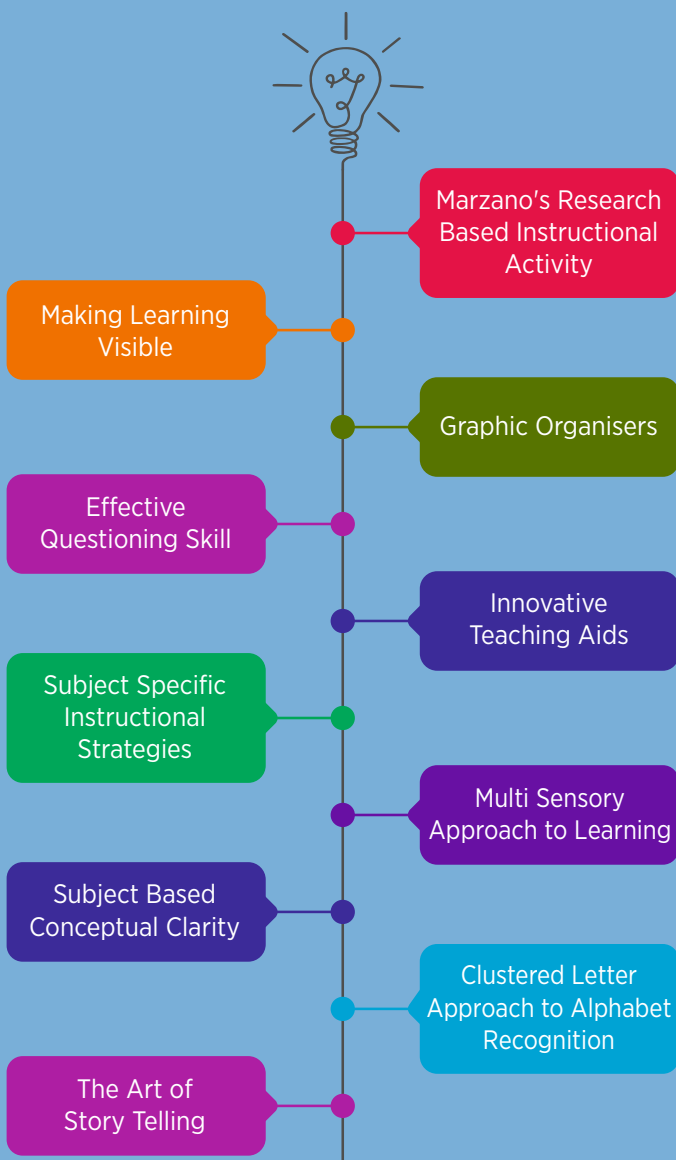 Marzano's Research
Based Instructional
Activity
Making Learning
Visible
Graphic Organisers
Effective
Questioning Skill
Innovative
Teaching Aids
Subject Specific
Instructional
Strategies
Multi Sensory
Approach to Learning
Subject Based
Conceptual Clarity
Clustered Letter
Approach to Alphabet
Recognition
The Art of
Story Telling